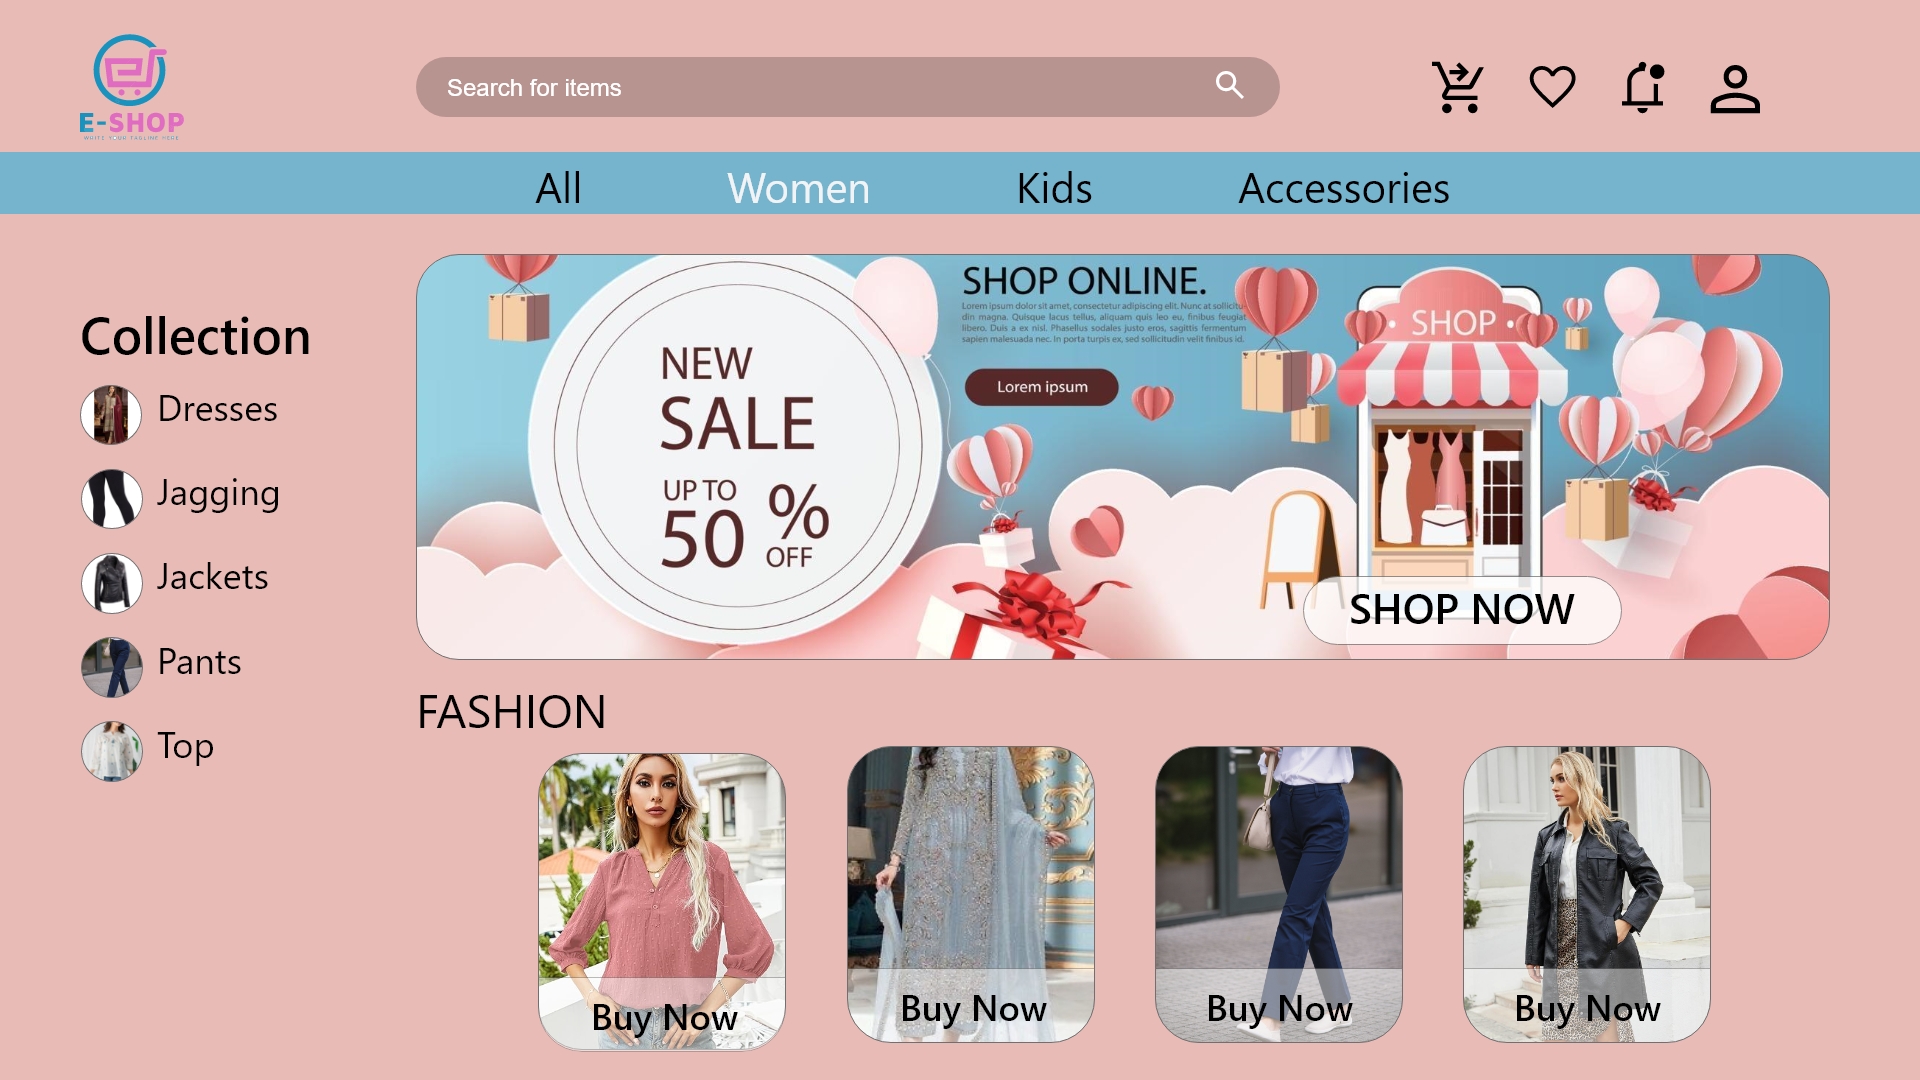 E-SHOP
WRITE YOUR TAGLINE HERE
Search for items
All
Women
Kids
Accessories
Collection
Dresses
Jagging
Jackets
Pants
Top
NEW
SALE
UP TO
50 %
OFF
SHOP ONLINE.
Lorem ipsum dolor sit amet, consectetur adipiscing elit. Nunc at sollicitu-
din magna. Quisque lacus tellus, aliquam quis leo eu, finibus feugiat
libero. Duis a ex nisl. Phasellus sodales justo eros, sagittis fermentum
sapien malesuada nec. In porta turpis ex, sed sollicitudin velit finibus id.
Lorem ipsum
SHOP
SHOP NOW
FASHION
Buy Now
Buy Now
Buy Now
Buy Now